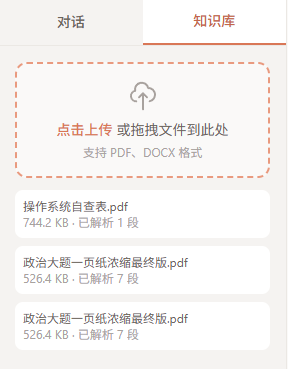 对话
知识库
点击上传 或拖拽文件到此处
支持 PDF、DOCX 格式
操作系统自查表.pdf
744.2 KB · 已解析 1 段
政治大题一页纸浓缩最终版.pdf
526.4 KB · 已解析 7 段
政治大题一页纸浓缩最终版.pdf
526.4 KB · 已解析 7 段